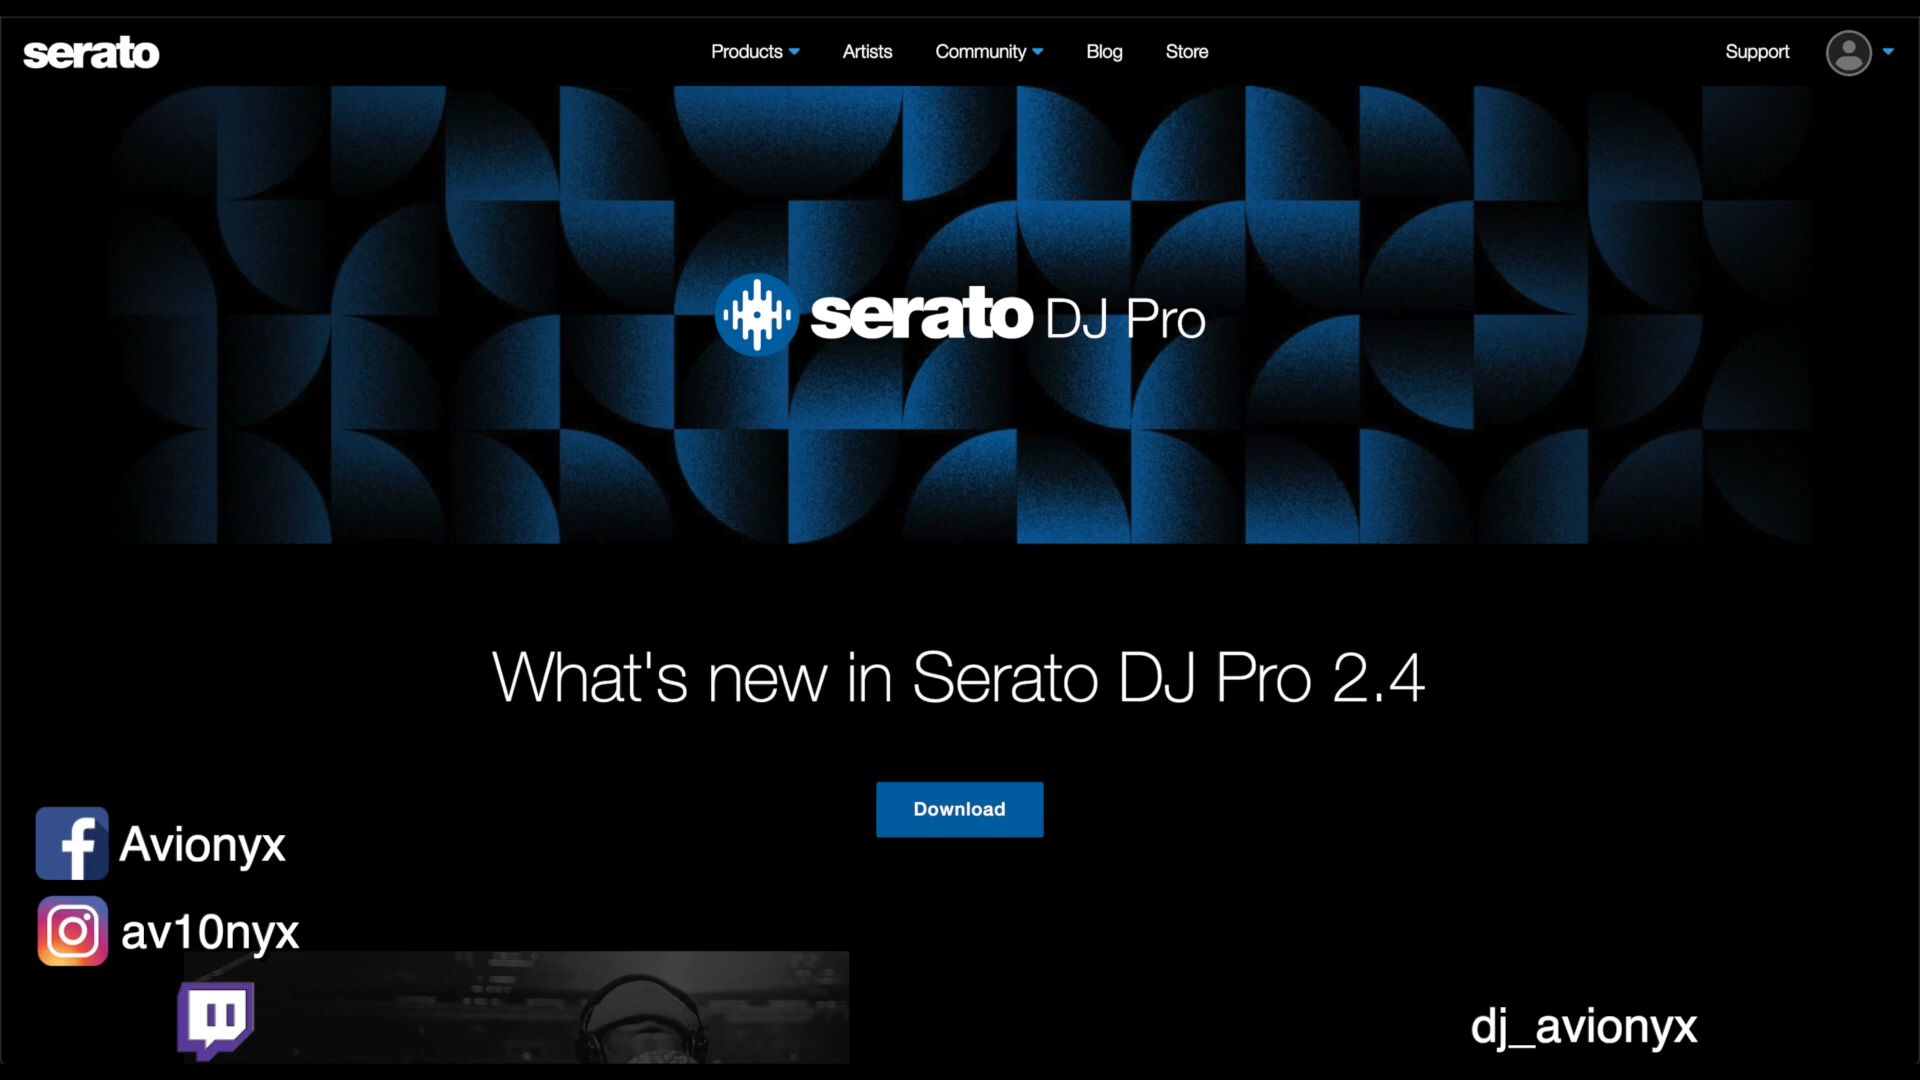 serato
Products
Artists
Community
Blog
Store
Support
serato DJ Pro
What's new in Serato DJ Pro 2.4
Download
Avionyx
av10nyx
dj_avionyx